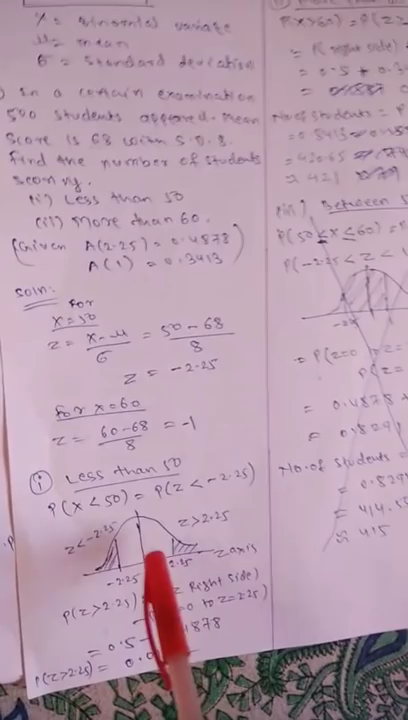 = Binomial variate
= mean
σ = Standard deviation
In a certain examination
500 students appeared. Mean
Score is 68 with S.D 8.
Find the number of students
scoring.
(i) Less than 50
(ii) More than 60.
(Given A(2.25) = 0.4878)
A(1) = 0.3413
Soln:
For
x=50
z = x-μ/σ = 50-68/8
z = -2.25
For x=60
z = 60-68/8 = -1
(i) Less than 50
P(x<50) = P(z<-2.25)
z<-2.25
z>2.25
z axis
-2.25
2.25
P(z>2.25)
Right side)
0 to z=2.25)
= 0.5-
4878
P(z>2.25) = 0.0
P(x>60) = P(z
= P(right side)
= 0.5 + 0.3
No. of students =
= 420.65
≈ 421
(iii) Between 5
P(50≤x≤60) =
P(-2.25<z<
= P(z=0
P(z=
= 0.4878 +
= 0.8291
No. of students =
= 0.829
= 414.
≈ 415